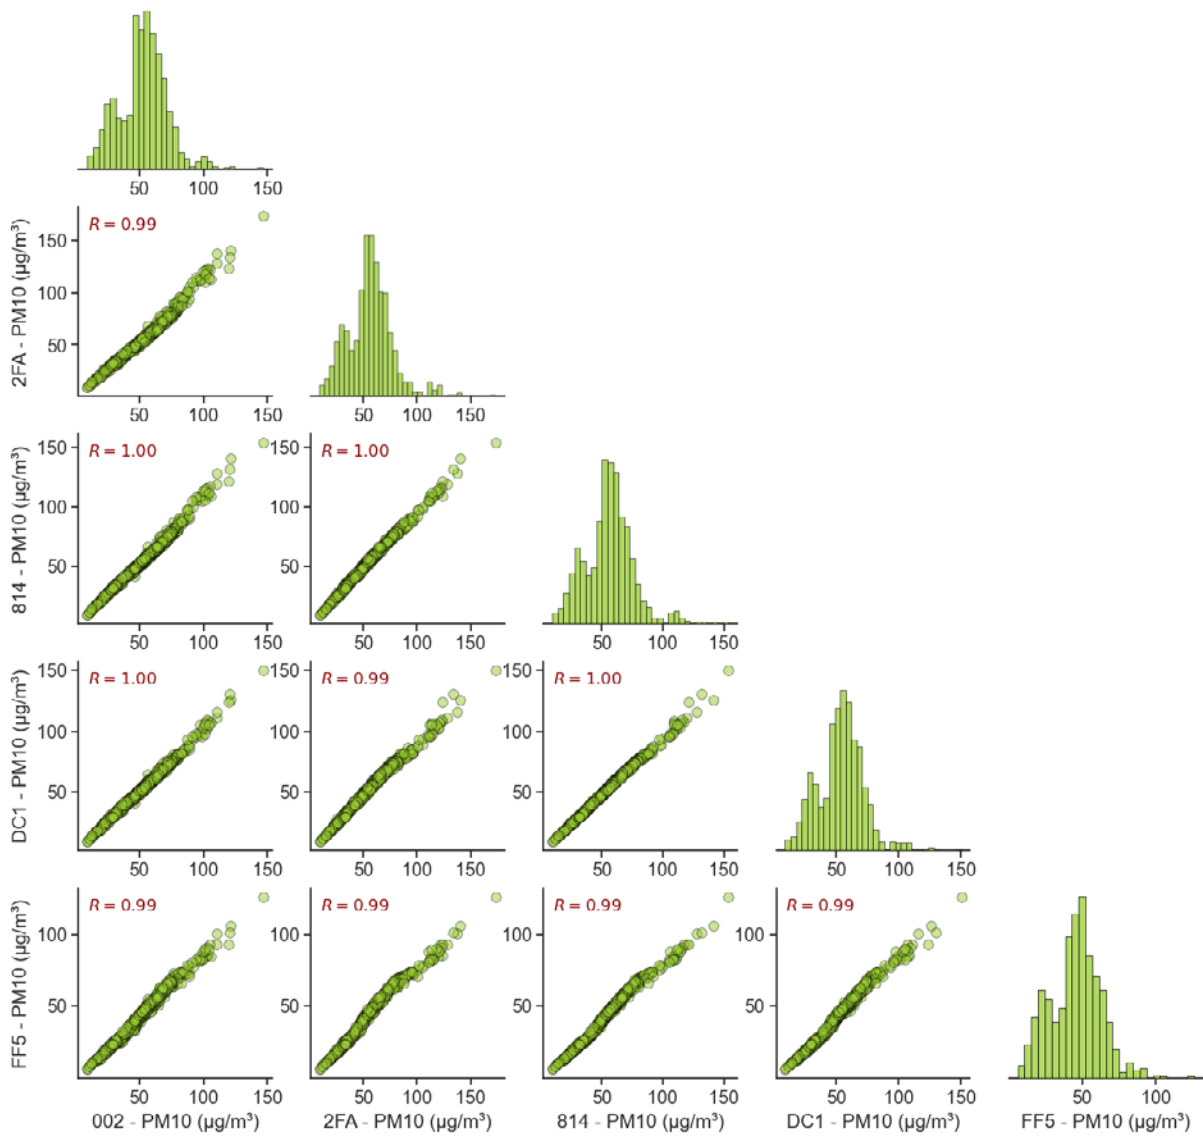 50 100 150
R = 0.99
2FA - PM10 (µg/m³)
150
100
50
50 100 150 50 100 150
R = 1.00 R = 1.00
814 - PM10 (µg/m³)
150
100
50
50 100 150 50 100 150 50 100 150
R = 1.00 R = 0.99 R = 1.00
DC1 - PM10 (µg/m³)
150
100
50
50 100 150 50 100 150 50 100 150 50 100 150
R = 0.99 R = 0.99 R = 0.99 R = 0.99
FF5 - PM10 (µg/m³)
100
50
50 100 150 50 100 150 50 100 150 50 100 150 50 100
002 - PM10 (µg/m³) 2FA - PM10 (µg/m³) 814 - PM10 (µg/m³) DC1 - PM10 (µg/m³) FF5 - PM10 (µg/m³)